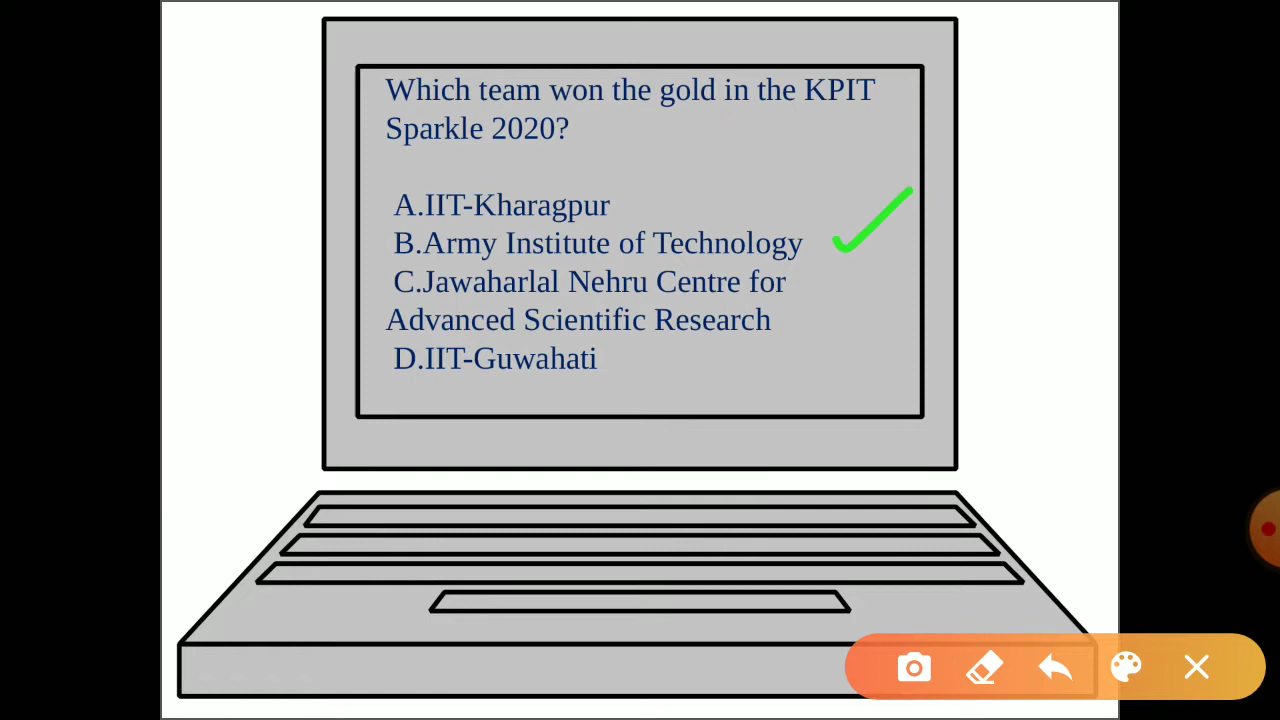 Which team won the gold in the KPIT
Sparkle 2020?
A.IIT-Kharagpur
B.Army Institute of Technology
C.Jawaharlal Nehru Centre for
Advanced Scientific Research
D.IIT-Guwahati